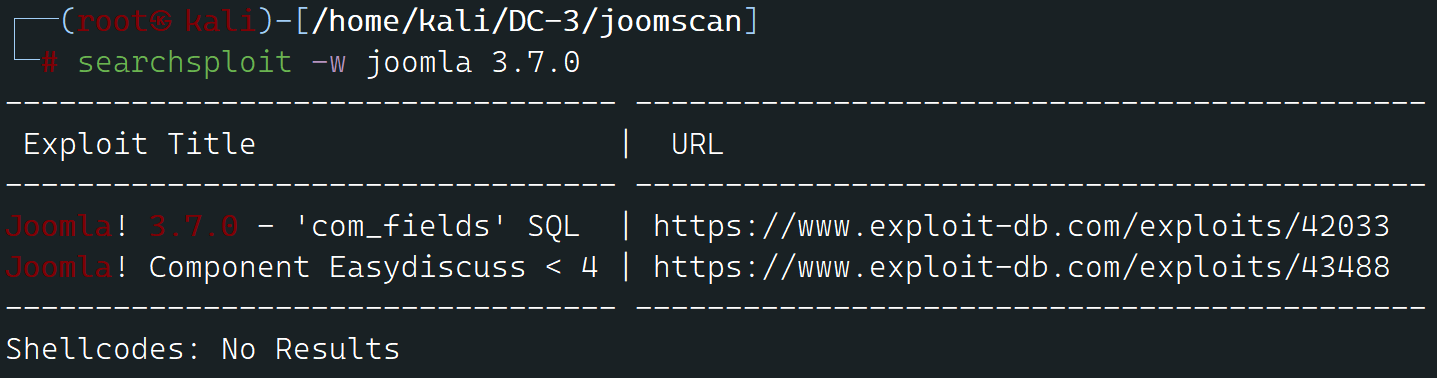 ┌──(root㉿kali)-[/home/kali/DC-3/joomscan]
└─# searchsploit -w joomla 3.7.0
---------------------------------- --------------------------------------------
 Exploit Title                    |  URL
---------------------------------- --------------------------------------------
Joomla! 3.7.0 - 'com_fields' SQL  | https://www.exploit-db.com/exploits/42033
Joomla! Component Easydiscuss < 4 | https://www.exploit-db.com/exploits/43488
---------------------------------- --------------------------------------------
Shellcodes: No Results